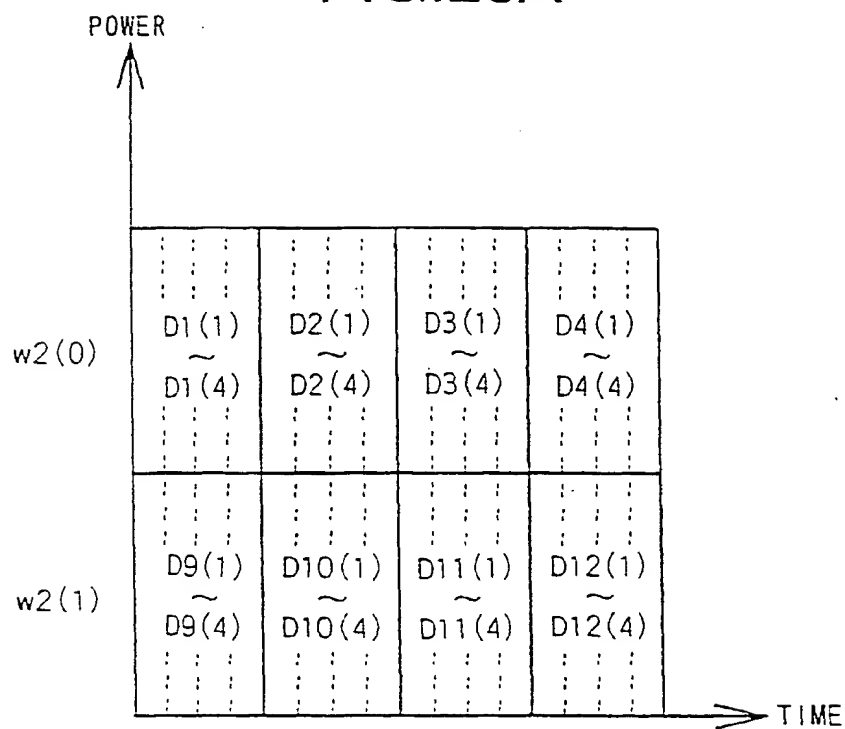 POWER
w2(0)
D1(1) D2(1) D3(1) D4(1)
~ ~ ~ ~
D1(4) D2(4) D3(4) D4(4)
w2(1)
D9(1) D10(1) D11(1) D12(1)
~ ~ ~ ~
D9(4) D10(4) D11(4) D12(4)
TIME